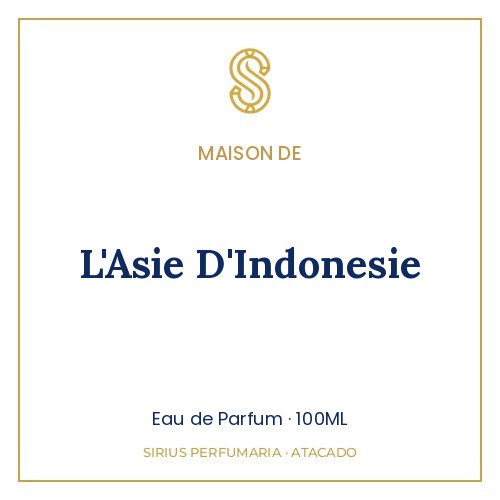 MAISON DE
L'Asie D'Indonesie
Eau de Parfum · 100ML
SIRIUS PERFUMARIA · ATACADO